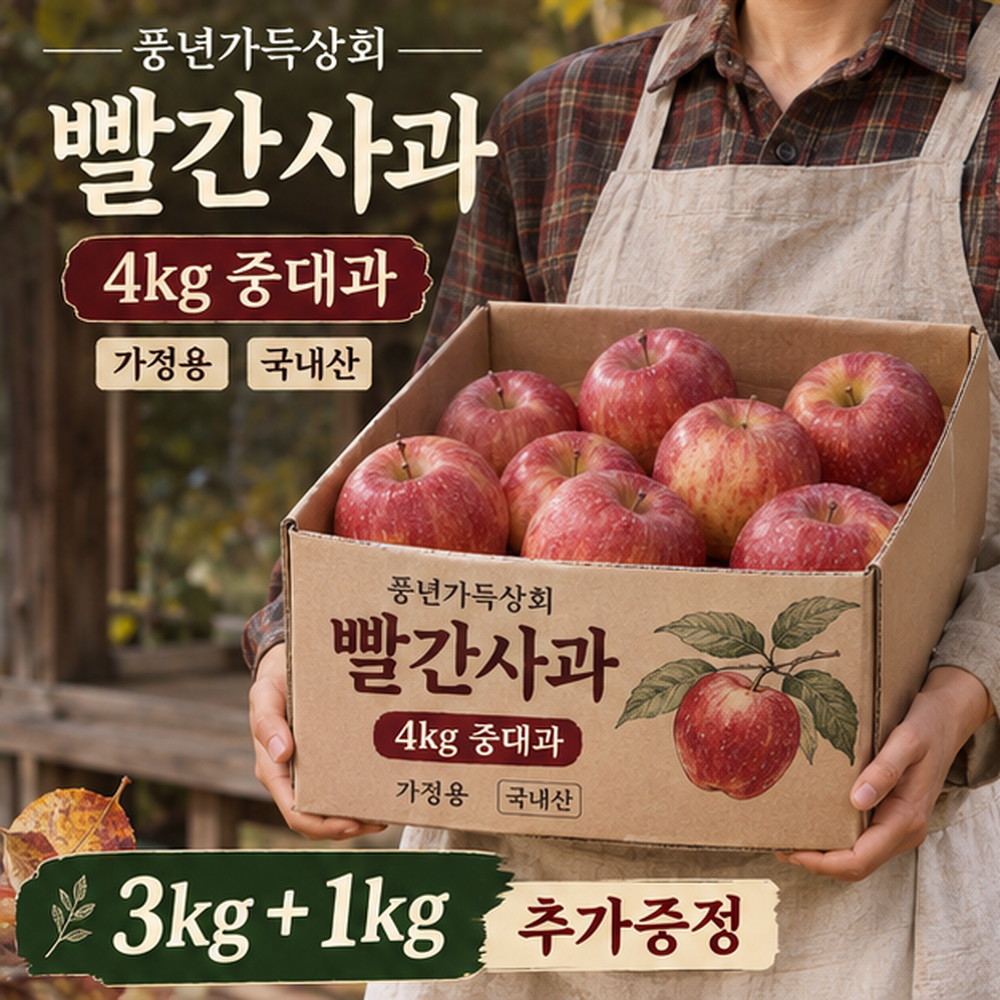 풍년가득상회
빨간사과
4kg 중대과
가정용 국내산
풍년가득상회
빨간사과
4kg 중대과
가정용 국내산
3kg+1kg 추가증정